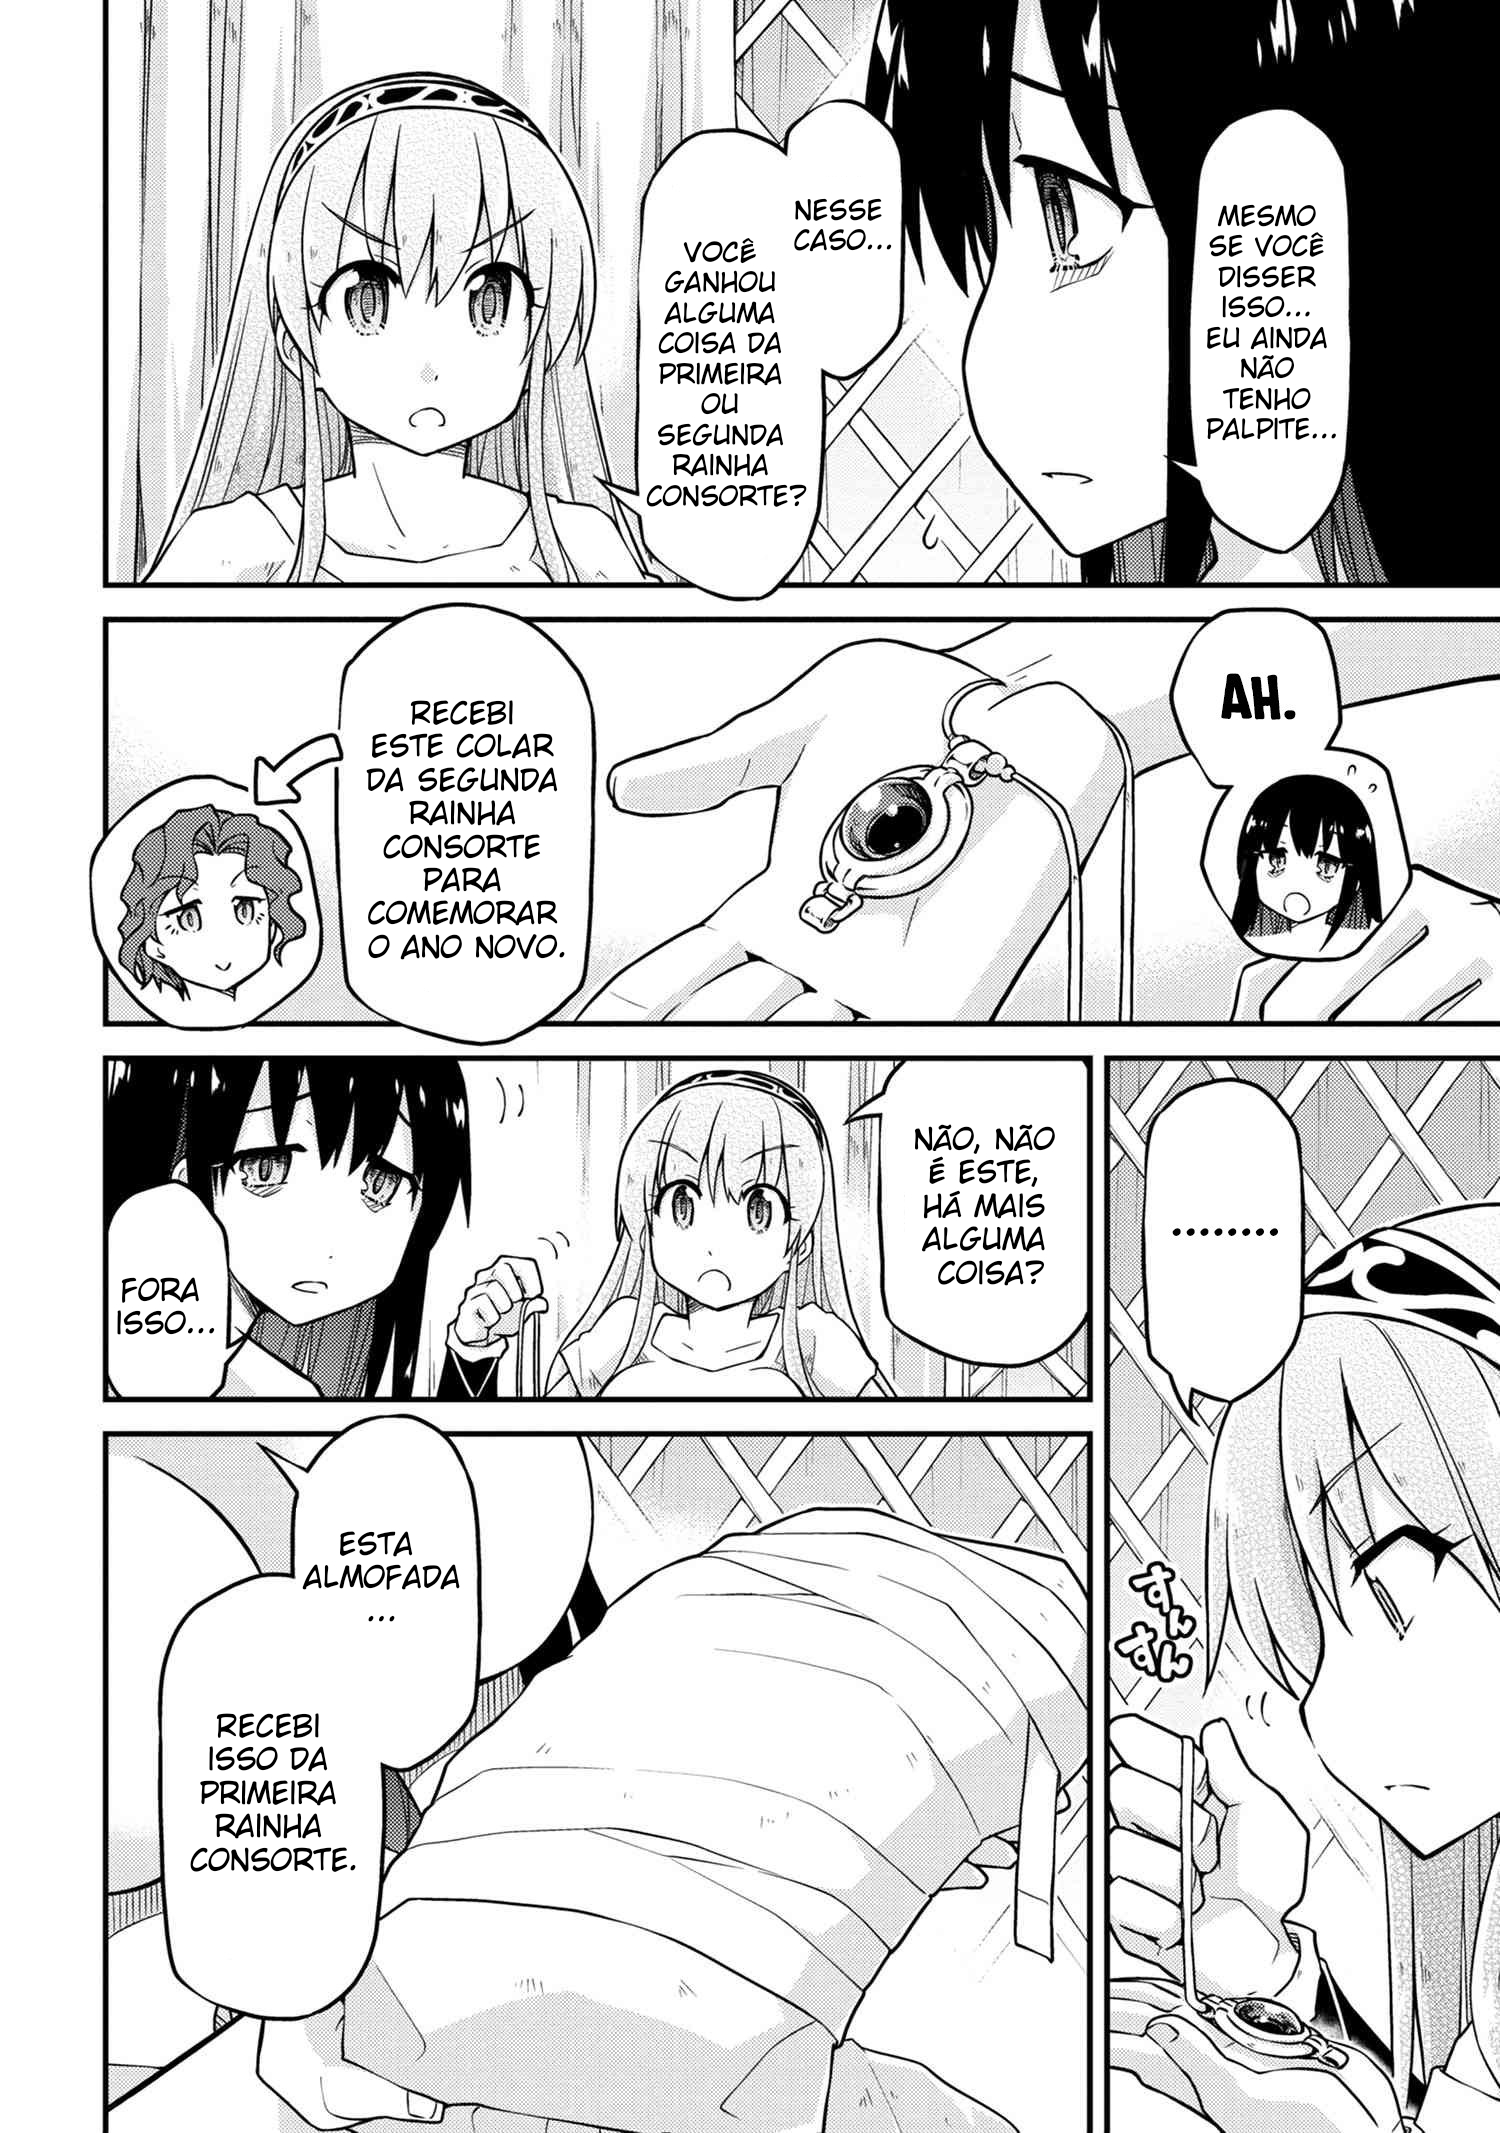 MESMO
SE VOCÊ
DISSER
ISSO...
EU AINDA
NÃO
TENHO
PALPITE...
NESSE
CASO...
VOCÊ
GANHOU
ALGUMA
COISA DA
PRIMEIRA
OU
SEGUNDA
RAINHA
CONSORTE?
AH.
RECEBI
ESTE COLAR
DA SEGUNDA
RAINHA
CONSORTE
PARA
COMEMORAR
O ANO NOVO.
.........
すん
すん
NÃO, NÃO
É ESTE,
HÁ MAIS
ALGUMA
COISA?
FORA
ISSO...
ESTA
ALMOFADA
...
RECEBI
ISSO DA
PRIMEIRA
RAINHA
CONSORTE.